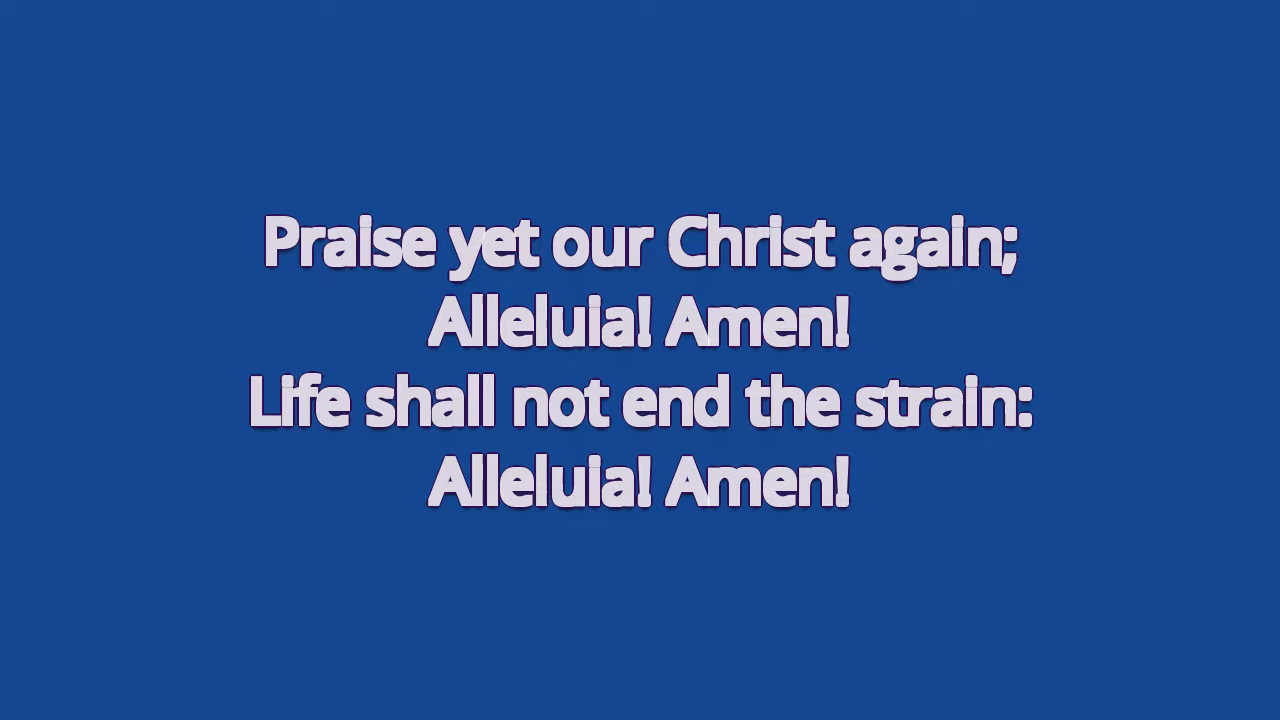 Praise yet our Christ again;
Alleluia! Amen!
Life shall not end the strain:
Alleluia! Amen!